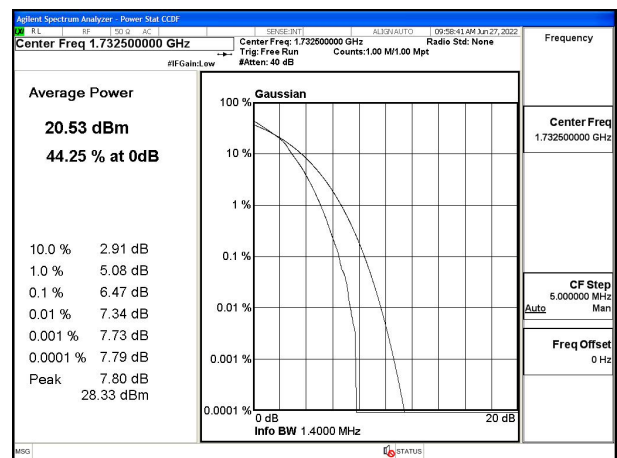 Agilent Spectrum Analyzer - Power Stat CCDF
RL RF 50 Ω AC SENSE:INT ALIGN AUTO 09:58:41 AM Jun 27, 2022
Center Freq 1.732500000 GHz
Center Freq: 1.732500000 GHz Radio Std: None
Trig: Free Run Counts:1.00 M/1.00 Mpt
#IFGain:Low #Atten: 40 dB
Frequency
Average Power
20.53 dBm
44.25 % at 0dB
10.0 % 2.91 dB
1.0 % 5.08 dB
0.1 % 6.47 dB
0.01 % 7.34 dB
0.001 % 7.73 dB
0.0001 % 7.79 dB
Peak 7.80 dB
28.33 dBm
Gaussian
100 %
10 %
1 %
0.1 %
0.01 %
0.001 %
0.0001 %
0 dB 20 dB
Info BW 1.4000 MHz
Center Freq
1.732500000 GHz
CF Step
5.000000 MHz
Auto Man
Freq Offset
0 Hz
MSG STATUS